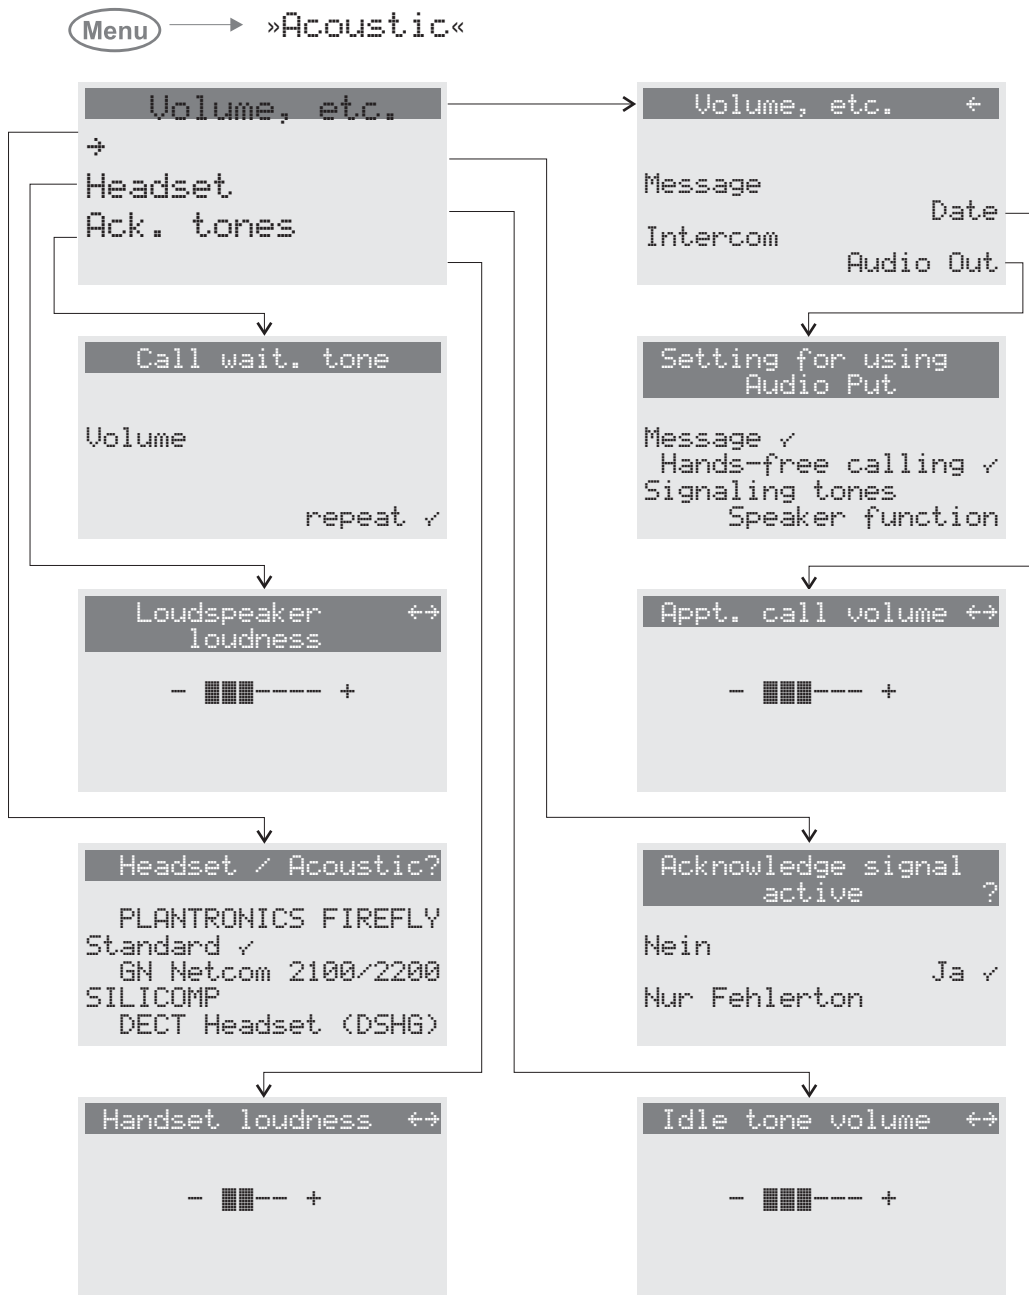 Menu »Acoustic«
Volume, etc.
→
Headset
Ack. tones
Volume, etc. ←
Message
Date
Intercom
Audio Out
Call wait. tone
Volume
repeat ✓
Setting for using
Audio Put
Message ✓
Hands-free calling ✓
Signaling tones
Speaker function
Loudspeaker ←→
loudness
- ---- +
Appt. call volume ←→
- --- +
Headset / Acoustic?
PLANTRONICS FIREFLY
Standard ✓
GN Netcom 2100/2200
SILICOMP
DECT Headset (DSHG)
Acknowledge signal
active ?
Nein
Ja ✓
Nur Fehlerton
Handset loudness ←→
- -- +
Idle tone volume ←→
- --- +